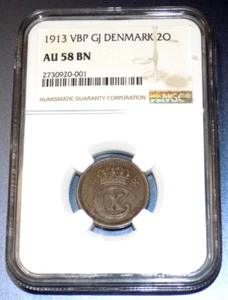 1913 VBP GJ DENMARK 2O
AU 58 BN
2730920-001
NUMISMATIC GUARANTY CORPORATION
NGC